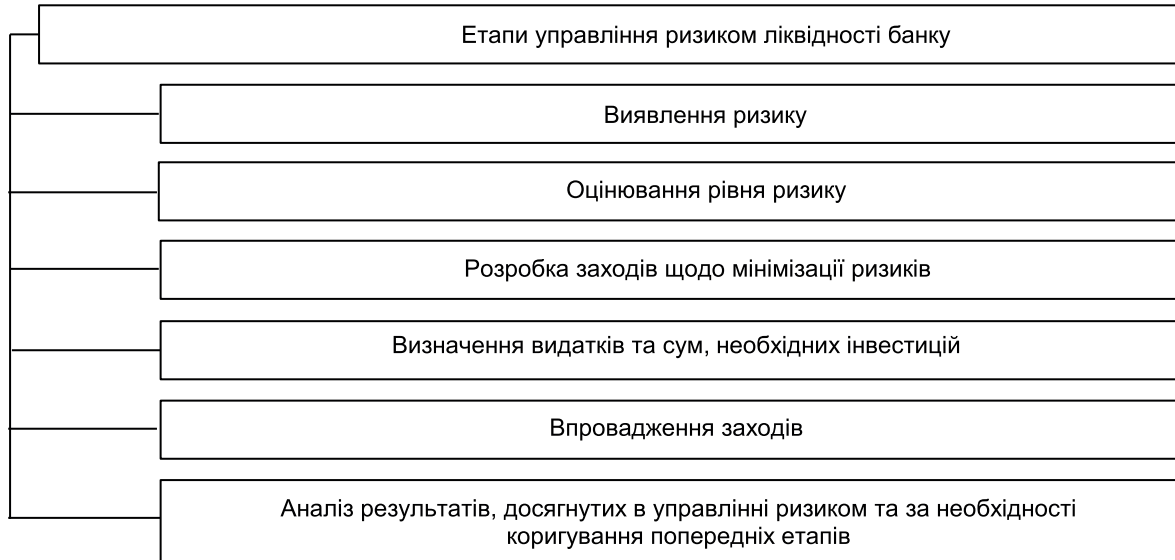 Етапи управління ризиком ліквідності банку
Виявлення ризику
Оцінювання рівня ризику
Розробка заходів щодо мінімізації ризиків
Визначення видатків та сум, необхідних інвестицій
Впровадження заходів
Аналіз результатів, досягнутих в управлінні ризиком та за необхідності
коригування попередніх етапів